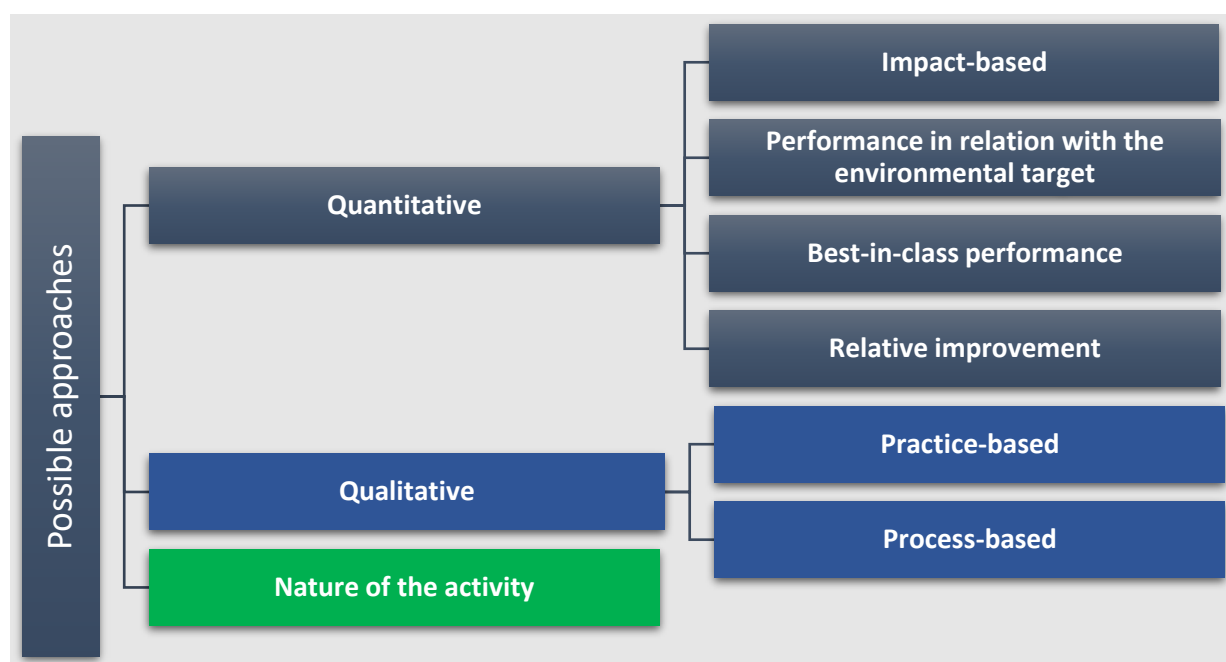 Possible approaches
Quantitative
Impact-based
Performance in relation with the
environmental target
Best-in-class performance
Relative improvement
Qualitative
Practice-based
Process-based
Nature of the activity